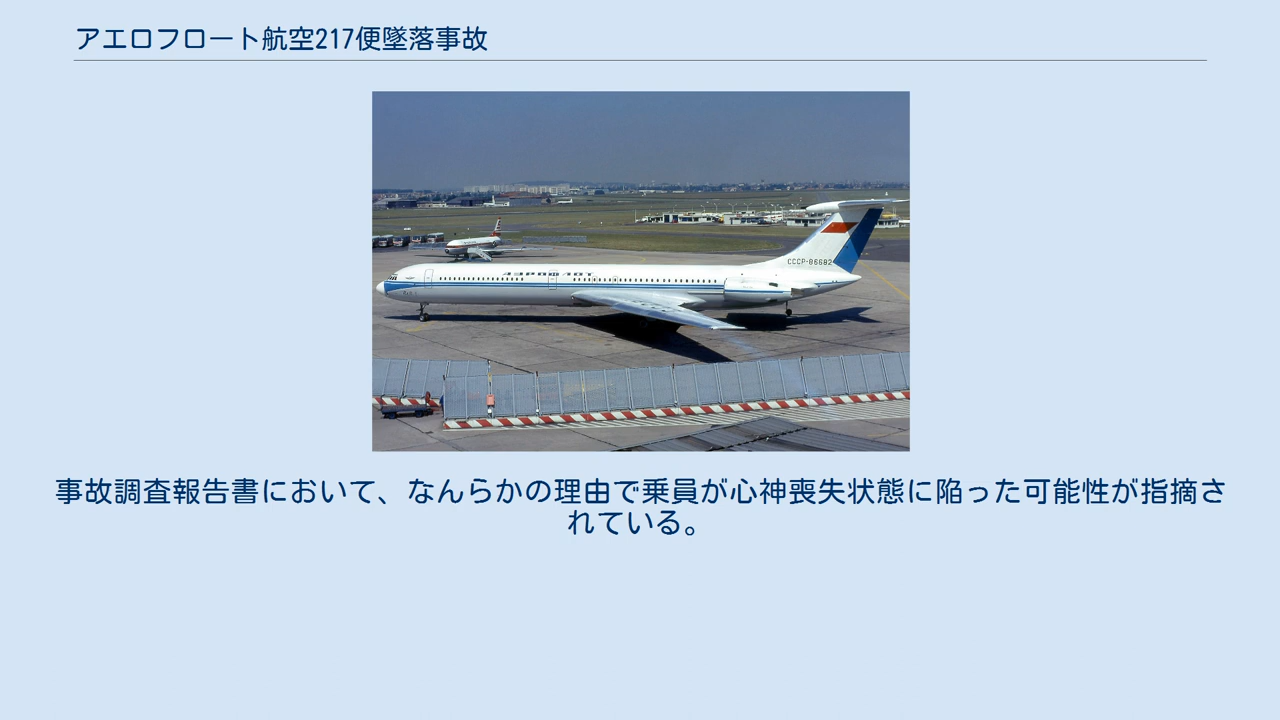 アエロフロート航空217便墜落事故
АЭРОФЛОТ
СССР-86682
事故調査報告書において、なんらかの理由で乗員が心神喪失状態に陥った可能性が指摘さ
れている。